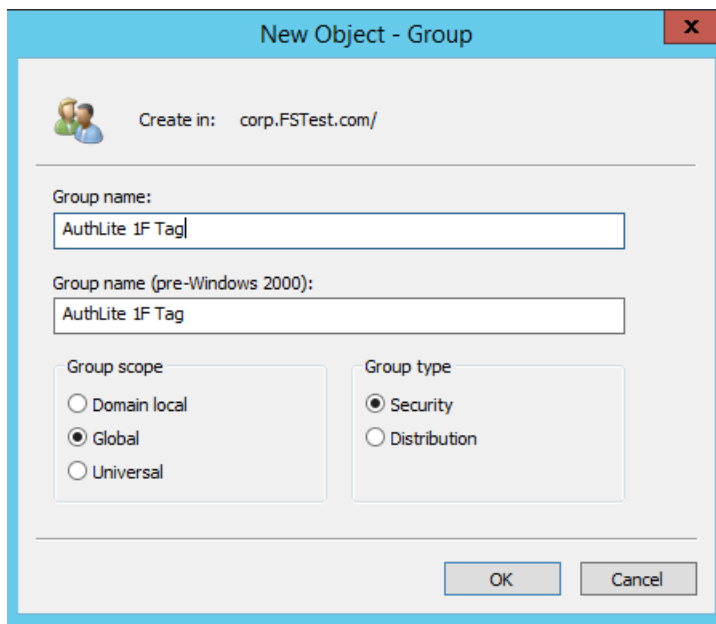 New Object - Group
x
Create in: corp.FSTest.com/
Group name:
AuthLite 1F Tag
Group name (pre-Windows 2000):
AuthLite 1F Tag
Group scope
Domain local
Global
Universal
Group type
Security
Distribution
OK
Cancel